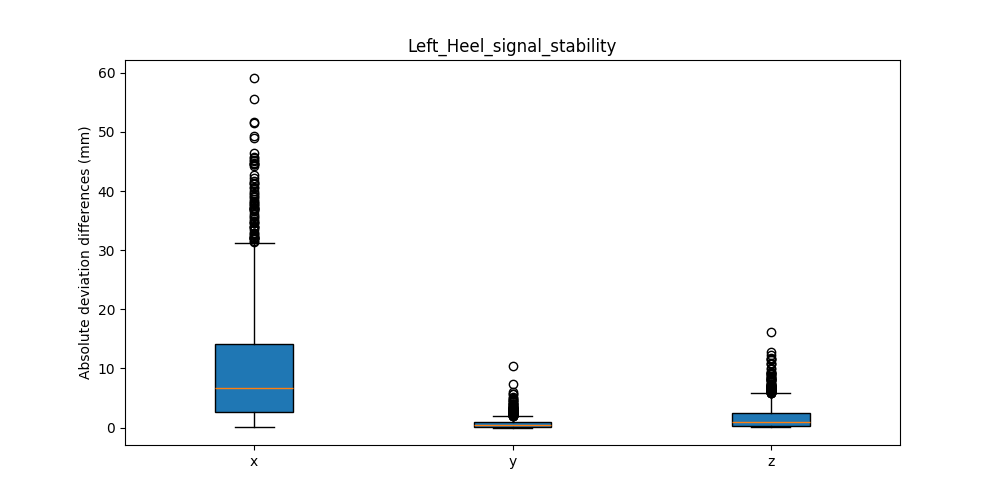 Left_Heel_signal_stability
Absolute deviation differences (mm)
60
50
40
30
20
10
0
x y z